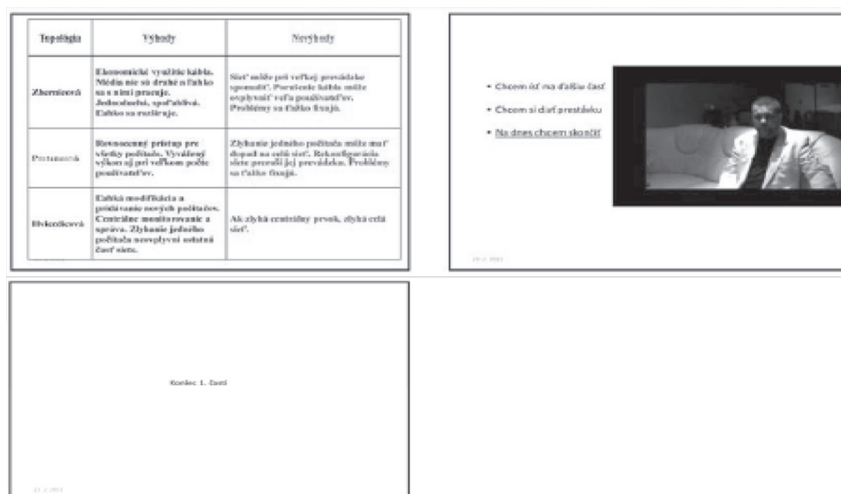 Topológia Výhody Nevýhody
Zbernicová
Ekonomické využitie kábla.
Média nie sú drahé a ľahko
sa s nimi pracuje.
Jednoduchá, spoľahlivá.
Ľahko sa rozširuje.
Sieť môže pri veľkej prevádzke
spomaliť. Porušenie kábla môže
ovplyvniť veľa používateľov.
Problémy sa ťažko fixujú.
Prstencová
Rovnocenný prístup pre
všetky počítače. Vyvážený
výkon aj pri veľkom počte
používateľov.
Zlyhanie jedného počítača môže mať
dopad na celú sieť. Rekonfigurácia
siete preruší jej prevádzku. Problémy
sa ťažko fixujú.
Hviezdicová
Ľahká modifikácia a
pridávanie nových počítačov.
Centrálne monitorovanie a
správa. Zlyhanie jedného
počítača neovplyvní ostatnú
časť siete.
Ak zlyhá centrálny prvok, zlyhá celá
sieť.
• Chcem ísť na ďalšiu časť
• Chcem si dať prestávku
• Na dnes chcem skončiť
Koniec 1. časti